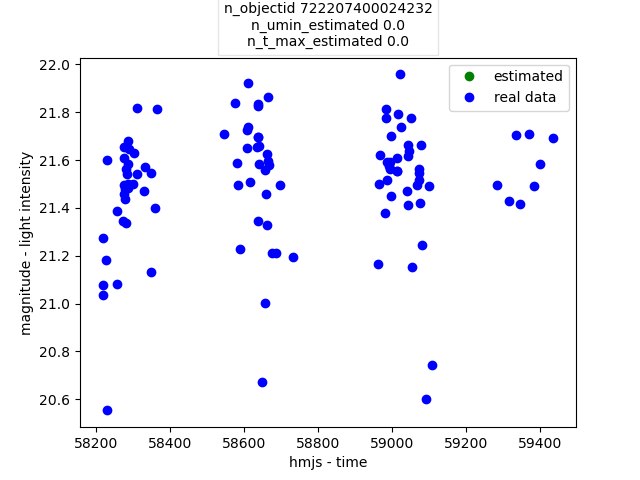 n_objectid 722207400024232
n_umin_estimated 0.0
n_t_max_estimated 0.0
estimated
real data
magnitude - light intensity
22.0
21.8
21.6
21.4
21.2
21.0
20.8
20.6
58200 58400 58600 58800 59000 59200 59400
hmjs - time